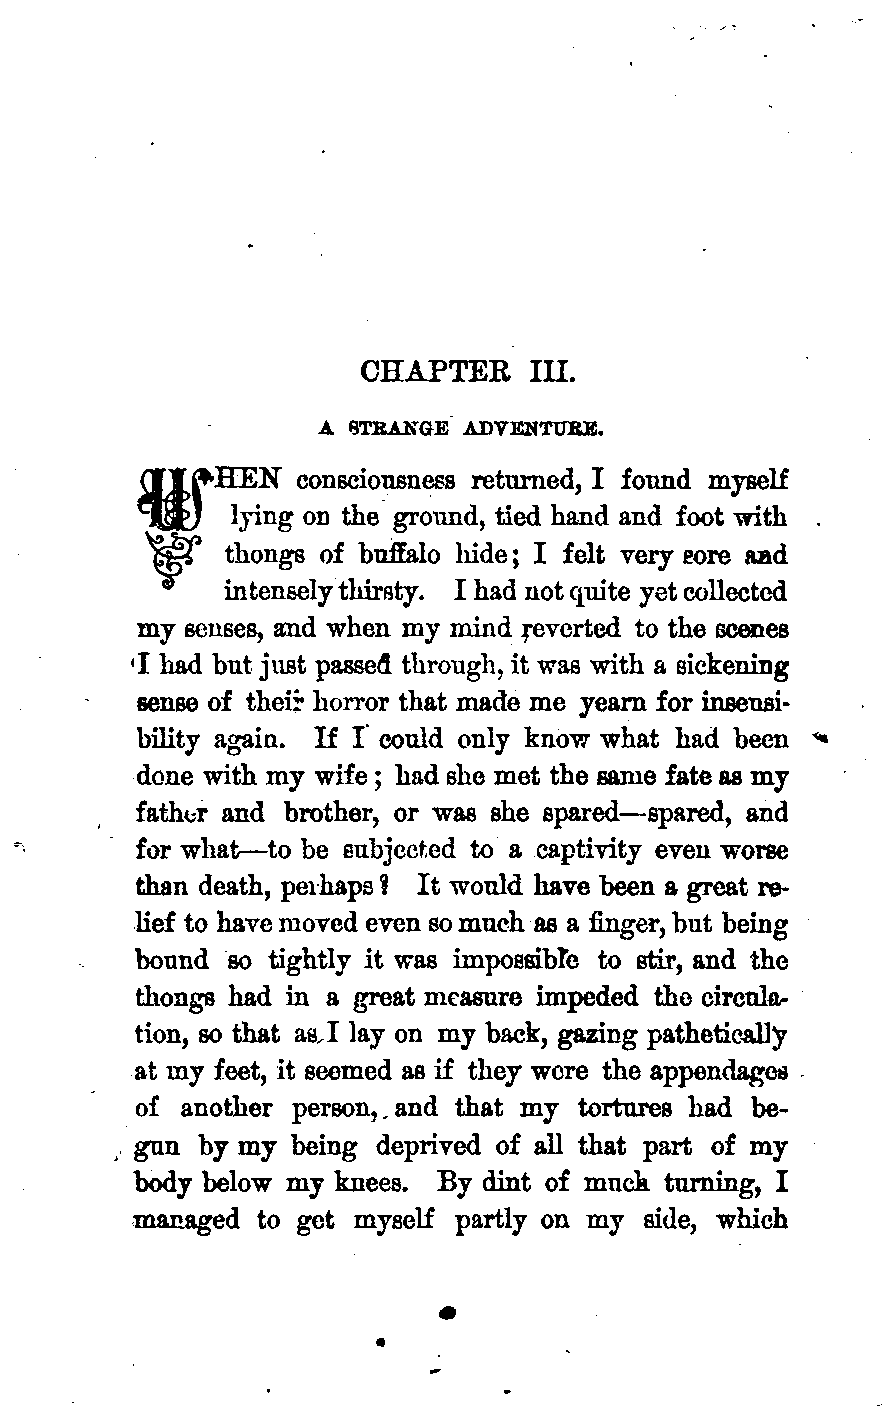 CHAPTER III.
A STRANGE ADVENTURE.
WHEN consciousness returned, I found myself
lying on the ground, tied hand and foot with
thongs of buffalo hide; I felt very sore and
intensely thirsty. I had not quite yet collected
my senses, and when my mind reverted to the scenes
I had but just passed through, it was with a sickening
sense of their horror that made me yearn for insensi-
bility again. If I could only know what had been
done with my wife; had she met the same fate as my
father and brother, or was she spared—spared, and
for what—to be subjected to a captivity even worse
than death, perhaps? It would have been a great re-
lief to have moved even so much as a finger, but being
bound so tightly it was impossible to stir, and the
thongs had in a great measure impeded the circula-
tion, so that as I lay on my back, gazing pathetically
at my feet, it seemed as if they were the appendages
of another person, and that my tortures had be-
gun by my being deprived of all that part of my
body below my knees. By dint of much turning, I
managed to get myself partly on my side, which